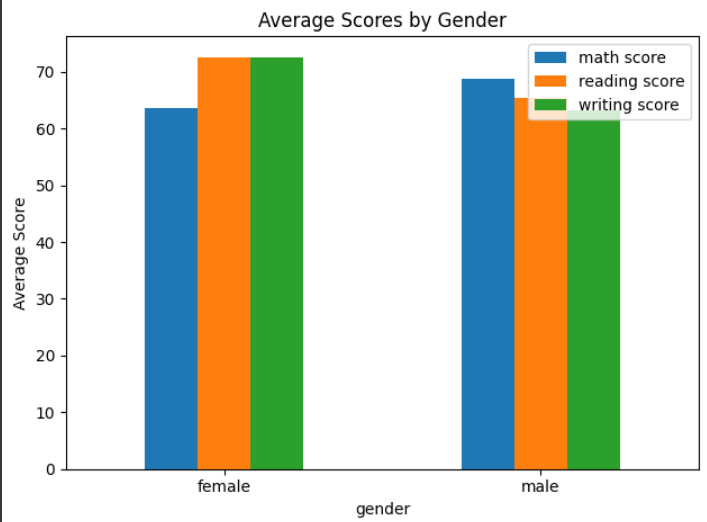 Average Scores by Gender
math score
reading score
writing score
Average Score
70
60
50
40
30
20
10
0
female male
gender